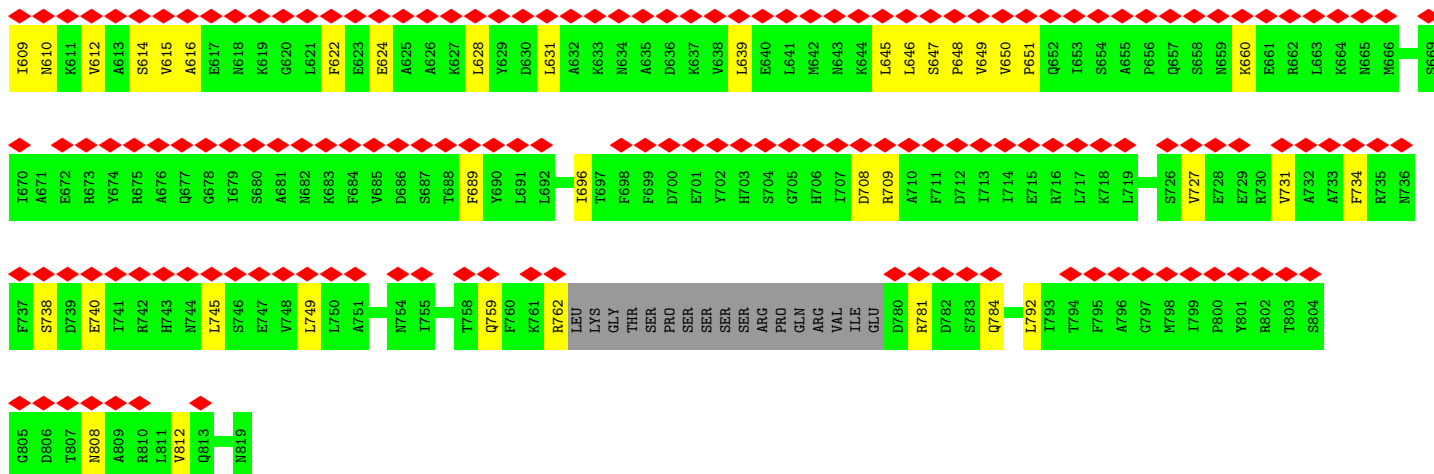 I609 N610 K611 V612 A613 S614 V615 A616 E617 N618 K619 G620 L621 F622 E623 E624 A625 A626 K627 L628 Y629 D630 L631 A632 K633 N634 A635 D636 K637 V638 L639 E640 L641 M642 N643 K644 L645 L646 S647 P648 V649 V650 P651 Q652 I653 S654 A655 P656 Q657 S658 N659 K660 E661 R662 L663 K664 N665 M666 S669
I670 A671 E672 R673 Y674 R675 A676 Q677 G678 I679 S680 A681 N682 K683 F684 V685 D686 S687 T688 F689 Y690 L691 L692 I696 T697 F698 F699 D700 E701 Y702 H703 S704 G705 H706 I707 D708 R709 A710 F711 D712 I713 I714 E715 R716 L717 K718 L719 S726 V727 E728 E729 R730 V731 A732 A733 F734 R735 N736
F737 S738 D739 E740 I741 R742 H743 N744 L745 S746 E747 V748 L749 L750 A751 N754 I755 T758 Q759 F760 K761 R762 LEU LYS GLY THR SER PRO SER SER SER SER ARG PRO GLN ARG VAL ILE GLU D780 R781 D782 S783 Q784 L792 I793 T794 F795 A796 G797 M798 I799 P800 Y801 R802 T803 S804
G805 D806 T807 N808 A809 R810 L811 V812 Q813 N819